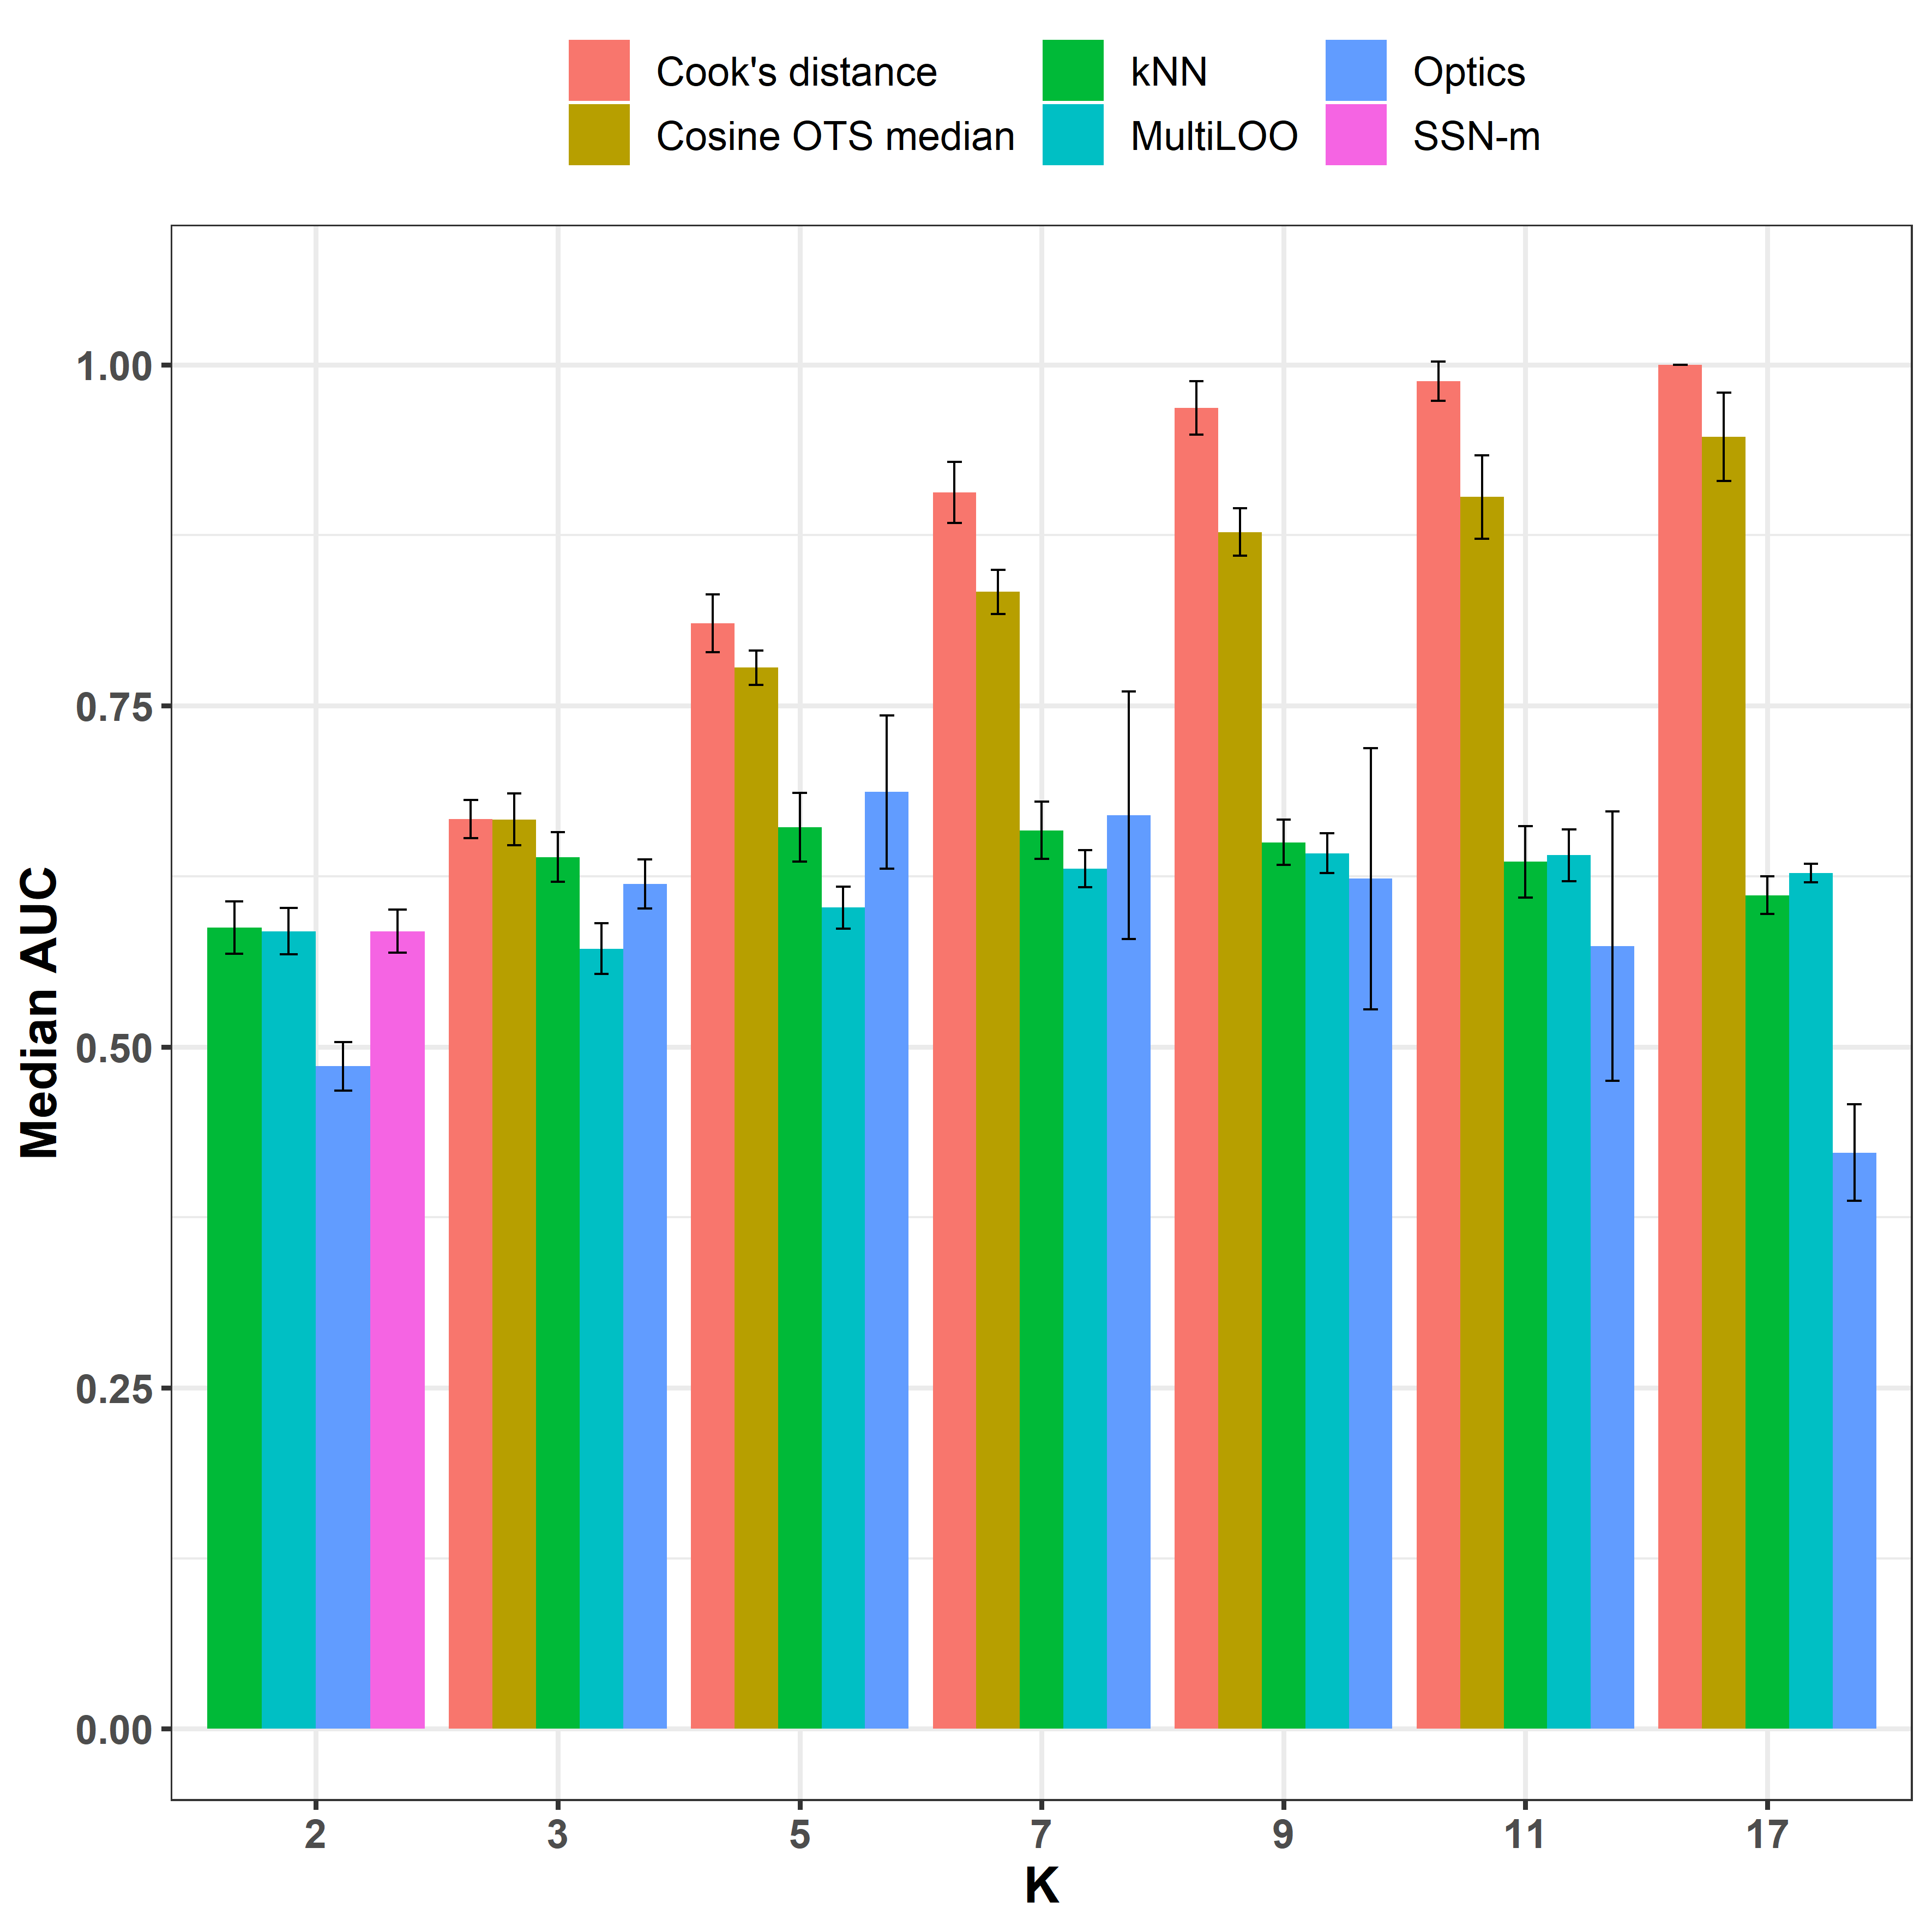 Cook's distance kNN Optics
Cosine OTS median MultiLOO SSN-m
1.00
0.75
0.50
0.25
0.00
Median AUC
2 3 5 7 9 11 17
K